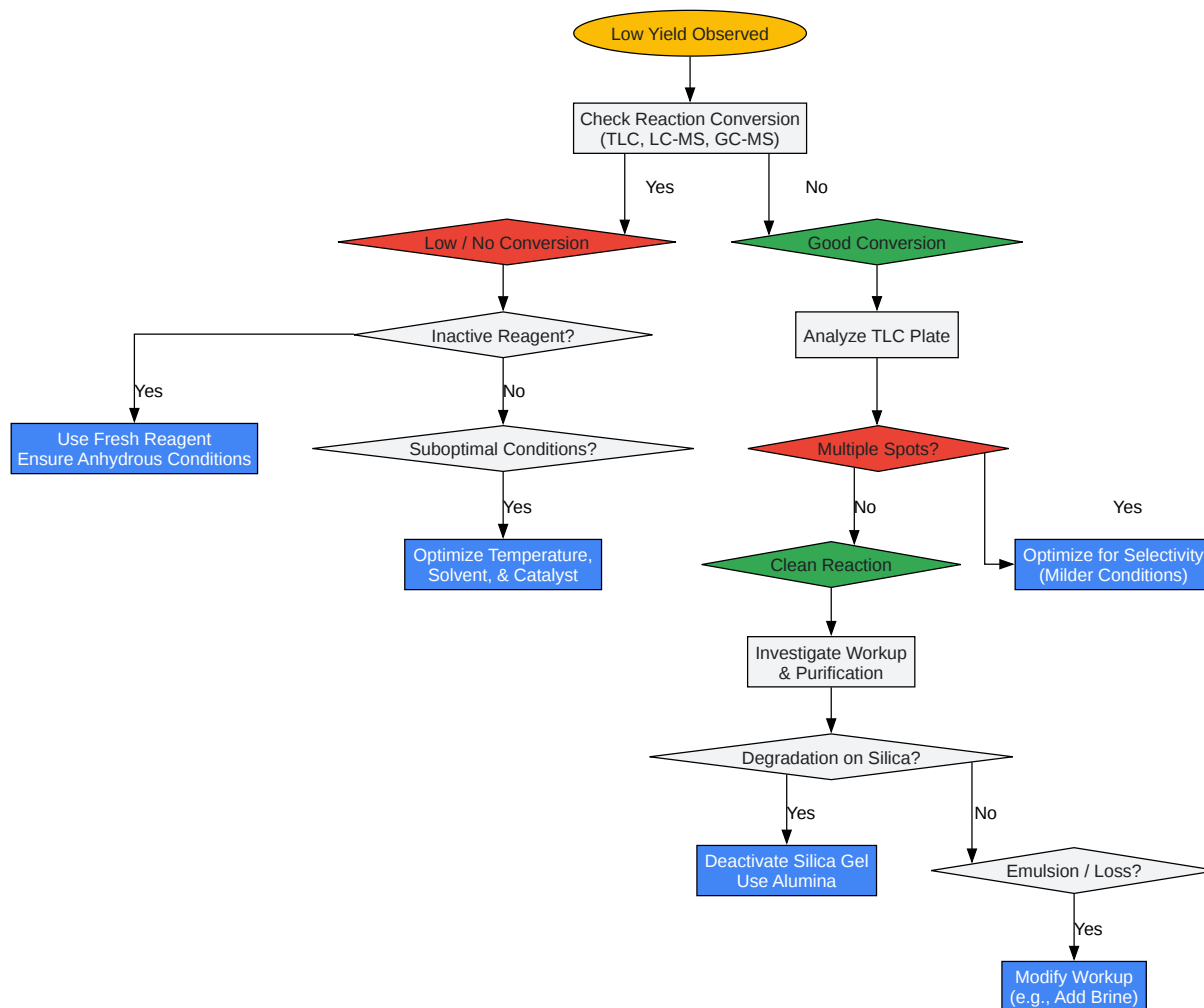 Low Yield Observed
Check Reaction Conversion
(TLC, LC-MS, GC-MS)
Yes
No
Low / No Conversion
Good Conversion
Inactive Reagent?
Analyze TLC Plate
Yes
No
Use Fresh Reagent
Ensure Anhydrous Conditions
Suboptimal Conditions?
Multiple Spots?
Yes
No
Yes
Optimize Temperature,
Solvent, & Catalyst
Clean Reaction
Optimize for Selectivity
(Milder Conditions)
Investigate Workup
& Purification
Degradation on Silica?
Yes
No
Deactivate Silica Gel
Use Alumina
Emulsion / Loss?
Yes
Modify Workup
(e.g., Add Brine)